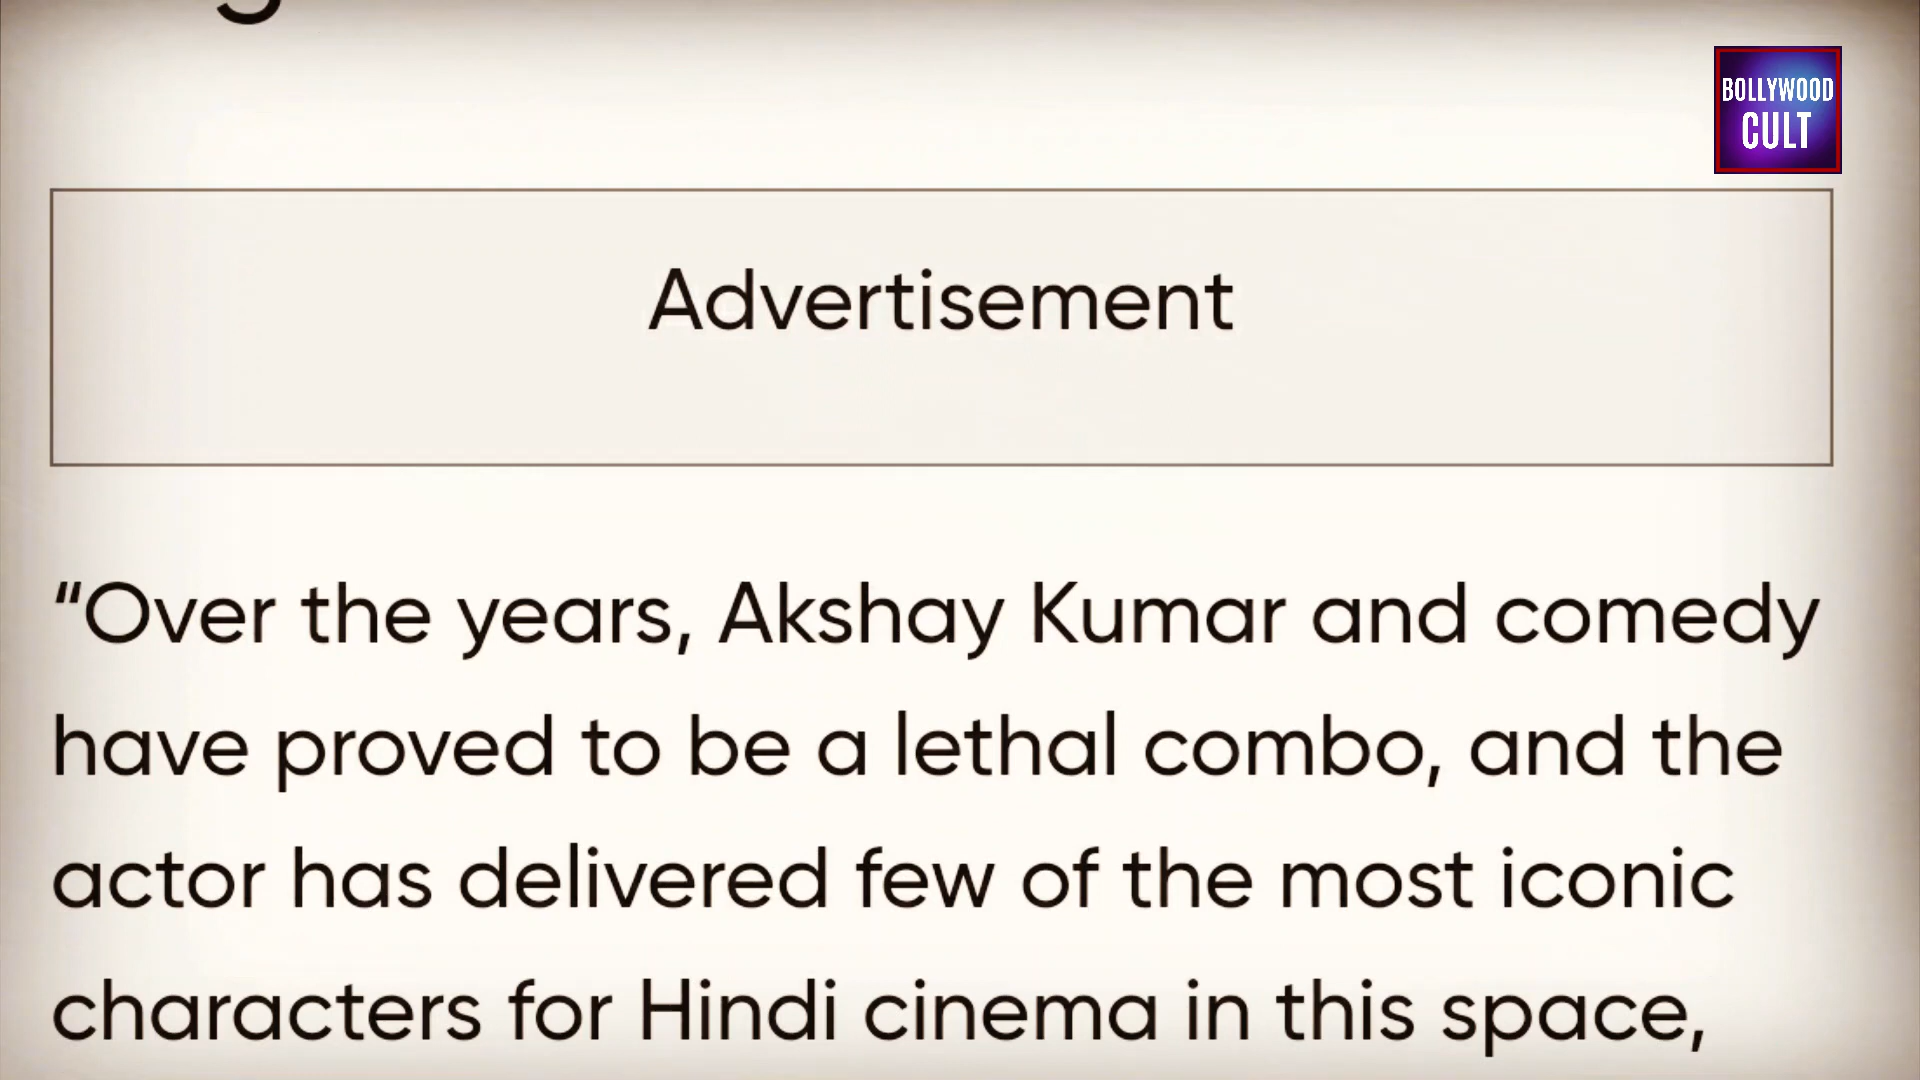 BOLLYWOOD
CULT
Advertisement
“Over the years, Akshay Kumar and comedy
have proved to be a lethal combo, and the
actor has delivered few of the most iconic
characters for Hindi cinema in this space,